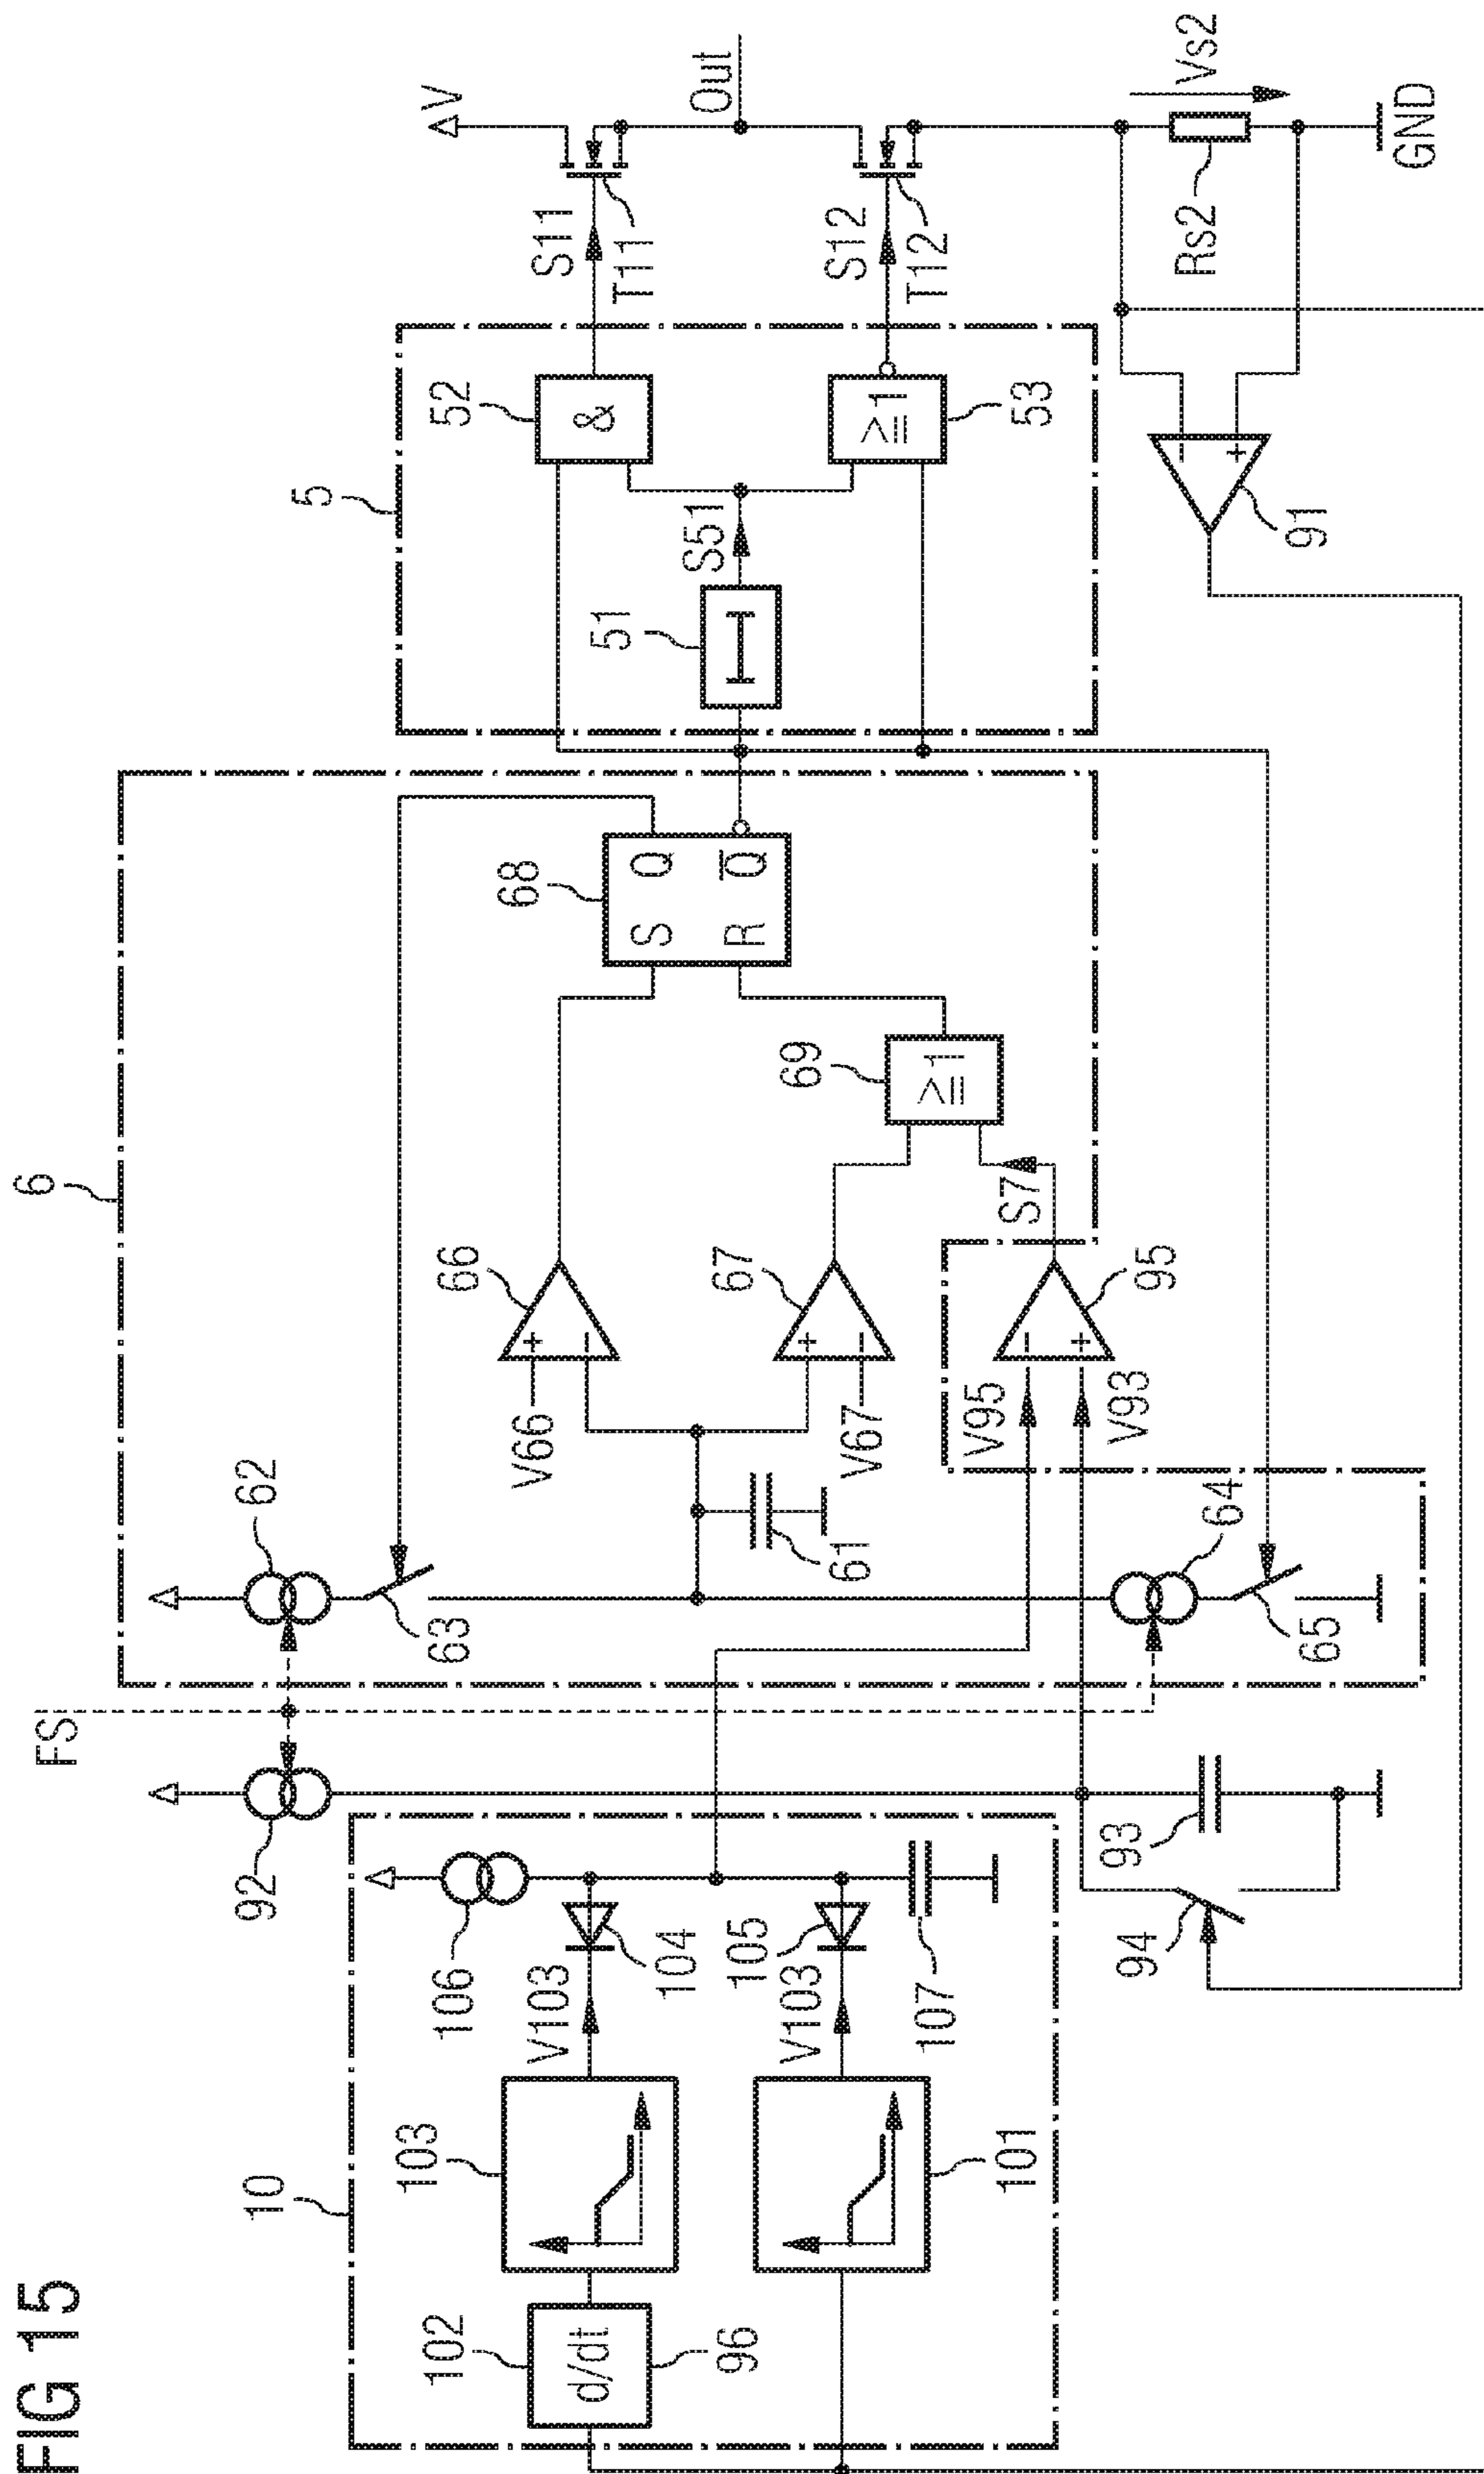 FIG 15
10
102
d/dt
96
103
V103
104
101
V103
105
106
107
92
FS
93
94
6
62
63
61
64
65
V66
66
V67
67
V95
V93
95
S7
69
≥1
68
S
Q
R
Q̅
5
51
S51
52
&
53
≥1
S11
T11
S12
T12
V
Out
91
Rs2
Vs2
GND
+
−
+
−
−
+
−
+